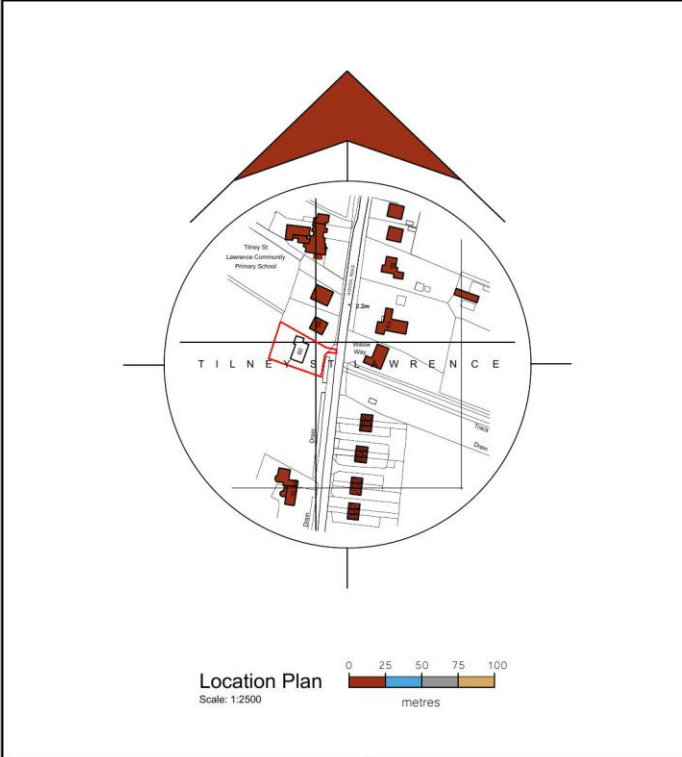 Tilney St
Lawrence Community
Primary School
2.2m
Willow
Way
TILNEY ST LAWRENCE
Track
Drain
Drain
Drain
Location Plan
Scale: 1:2500
0 25 50 75 100
metres